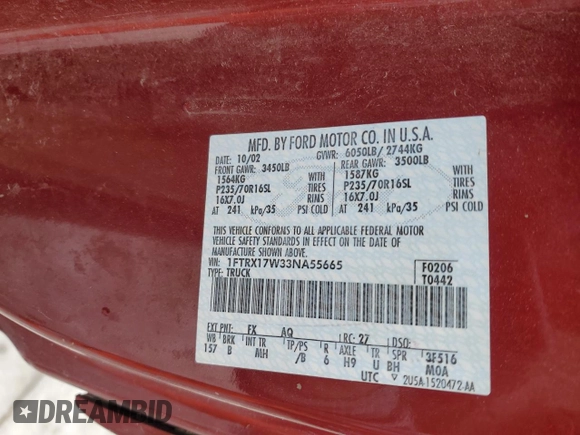 MFD. BY FORD MOTOR CO. IN U.S.A.
DATE: 10/02 GVWR: 6050LB/ 2744KG
FRONT GAWR: 3450LB REAR GAWR: 3500LB
1564KG WITH 1587KG WITH
P235/70R16SL TIRES P235/70R16SL TIRES
16X7.0J RIMS 16X7.0J RIMS
AT 241 kPa/35 PSI COLD AT 241 kPa/35 PSI COLD
THIS VEHICLE CONFORMS TO ALL APPLICABLE FEDERAL MOTOR
VEHICLE SAFETY STANDARDS IN EFFECT ON THE DATE OF MANUFACTURE
SHOWN ABOVE.
VIN: 1FTRX17W33NA55665 F0206
TYPE: TRUCK T0442
EXT PNT: FX AQ RC: 27 DSO:
WB BRK INT TR TP/PS R AXLE TR SPR 3F516
157 B MH /B 6 H9 U BH MOA
UTC 2U5A-1520472-AA
DREAMBID